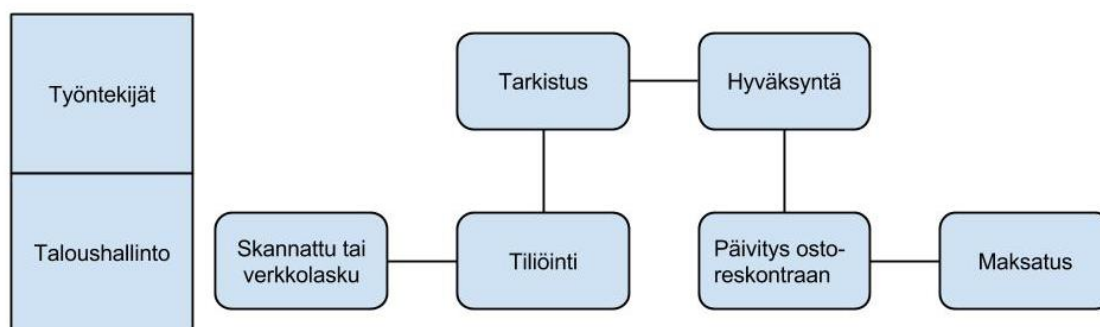 Työntekijät
Tarkistus
Hyväksyntä
Taloushallinto
Skannattu tai
verkkolasku
Tiliöinti
Päivitys osto-
reskontraan
Maksatus